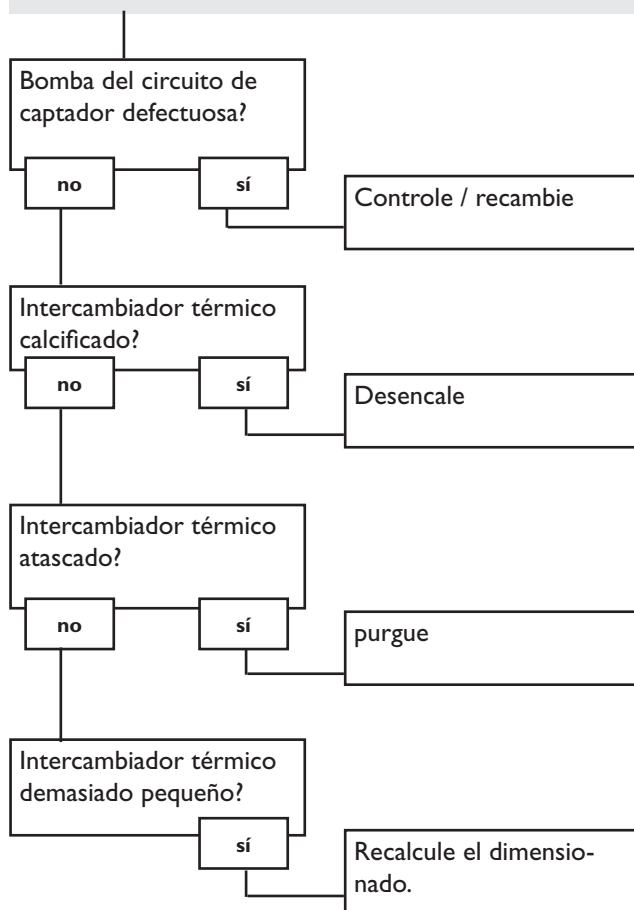 Bomba del circuito de
captador defectuosa?
no
sí
Controle / recambie
Intercambiador térmico
calcificado?
no
sí
Desencale
Intercambiador térmico
atascado?
no
sí
purgue
Intercambiador térmico
demasiado pequeño?
sí
Recalcule el dimensio-
nado.